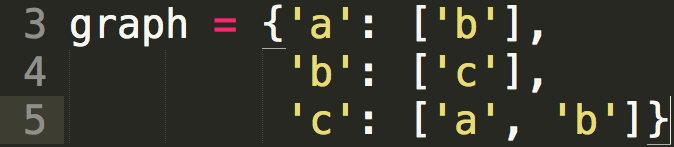 3 graph = {'a': ['b'],
4 'b': ['c'],
5 'c': ['a', 'b']}